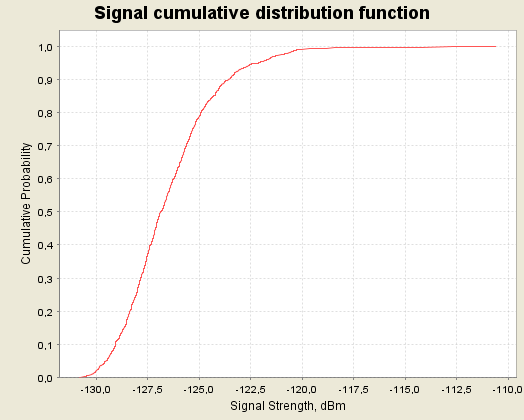 Signal cumulative distribution function
1,0
0,9
0,8
0,7
0,6
0,5
0,4
0,3
0,2
0,1
0,0
Cumulative Probability
-130,0 -127,5 -125,0 -122,5 -120,0 -117,5 -115,0 -112,5 -110,0
Signal Strength, dBm